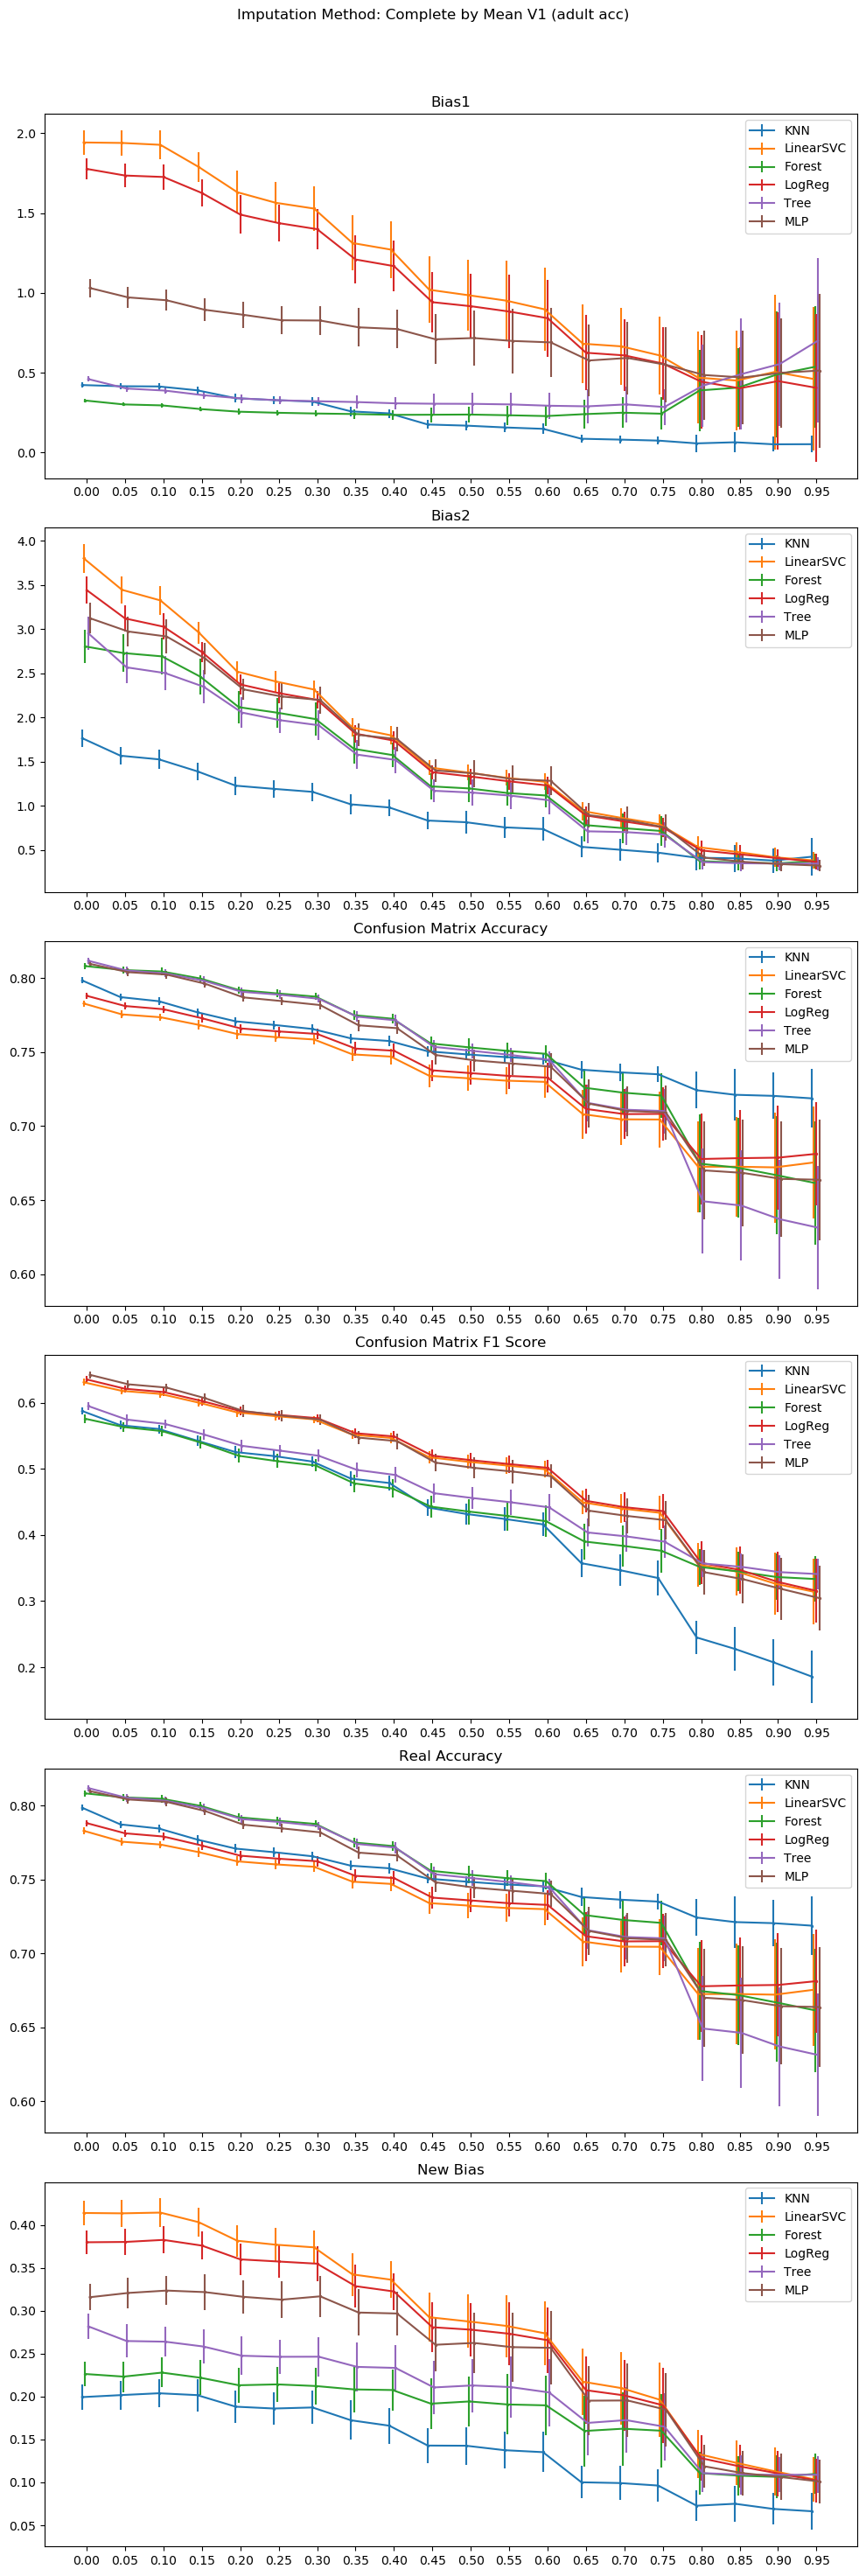 Imputation Method: Complete by Mean V1 (adult acc)
Bias1
2.0
1.5
1.0
0.5
0.0
KNN
LinearSVC
Forest
LogReg
Tree
MLP
0.00 0.05 0.10 0.15 0.20 0.25 0.30 0.35 0.40 0.45 0.50 0.55 0.60 0.65 0.70 0.75 0.80 0.85 0.90 0.95
Bias2
4.0
3.5
3.0
2.5
2.0
1.5
1.0
0.5
KNN
LinearSVC
Forest
LogReg
Tree
MLP
0.00 0.05 0.10 0.15 0.20 0.25 0.30 0.35 0.40 0.45 0.50 0.55 0.60 0.65 0.70 0.75 0.80 0.85 0.90 0.95
Confusion Matrix Accuracy
0.80
0.75
0.70
0.65
0.60
KNN
LinearSVC
Forest
LogReg
Tree
MLP
0.00 0.05 0.10 0.15 0.20 0.25 0.30 0.35 0.40 0.45 0.50 0.55 0.60 0.65 0.70 0.75 0.80 0.85 0.90 0.95
Confusion Matrix F1 Score
0.6
0.5
0.4
0.3
0.2
KNN
LinearSVC
Forest
LogReg
Tree
MLP
0.00 0.05 0.10 0.15 0.20 0.25 0.30 0.35 0.40 0.45 0.50 0.55 0.60 0.65 0.70 0.75 0.80 0.85 0.90 0.95
Real Accuracy
0.80
0.75
0.70
0.65
0.60
KNN
LinearSVC
Forest
LogReg
Tree
MLP
0.00 0.05 0.10 0.15 0.20 0.25 0.30 0.35 0.40 0.45 0.50 0.55 0.60 0.65 0.70 0.75 0.80 0.85 0.90 0.95
New Bias
0.40
0.35
0.30
0.25
0.20
0.15
0.10
0.05
KNN
LinearSVC
Forest
LogReg
Tree
MLP
0.00 0.05 0.10 0.15 0.20 0.25 0.30 0.35 0.40 0.45 0.50 0.55 0.60 0.65 0.70 0.75 0.80 0.85 0.90 0.95